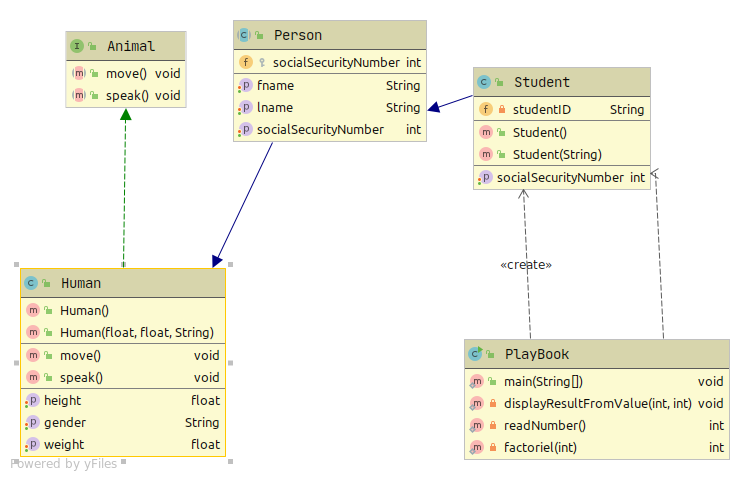 Animal
move() void
speak() void
Person
socialSecurityNumber int
fname String
lname String
socialSecurityNumber int
Student
studentID String
Student()
Student(String)
socialSecurityNumber int
«create»
Human
Human()
Human(float, float, String)
move() void
speak() void
height float
gender String
weight float
PlayBook
main(String[]) void
displayResultFromValue(int, int) void
readNumber() int
factoriel(int) int
Powered by yFiles